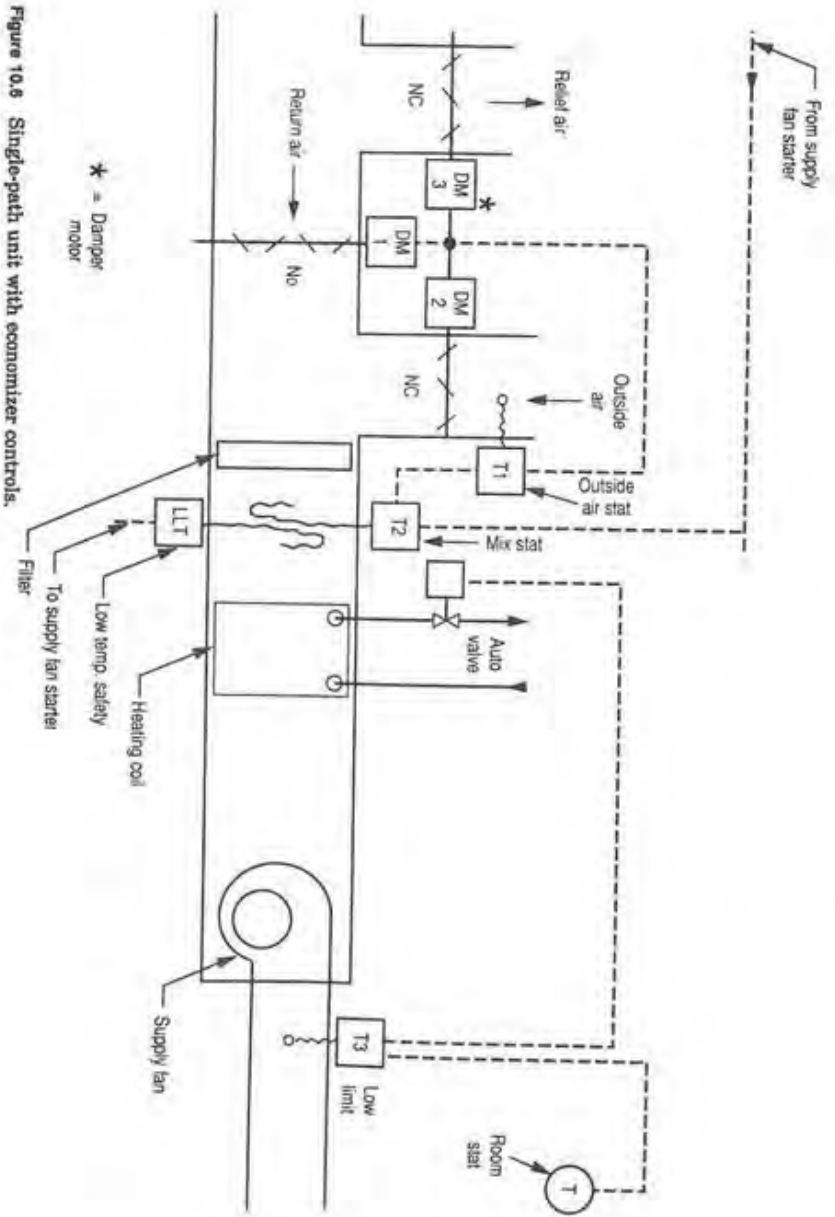 From supply
fan starter
Relief air
NC
DM
3
*
DM
1
DM
2
Return air
No
NC
Outside
air
T1
Outside
air stat
T2
Mix stat
Auto
valve
LLT
Filter
To supply fan starter
Low temp. safety
Heating coil
Supply fan
T3
Low
limit
Room
stat
T
* = Damper
motor
Figure 10.6 Single-path unit with economizer controls.